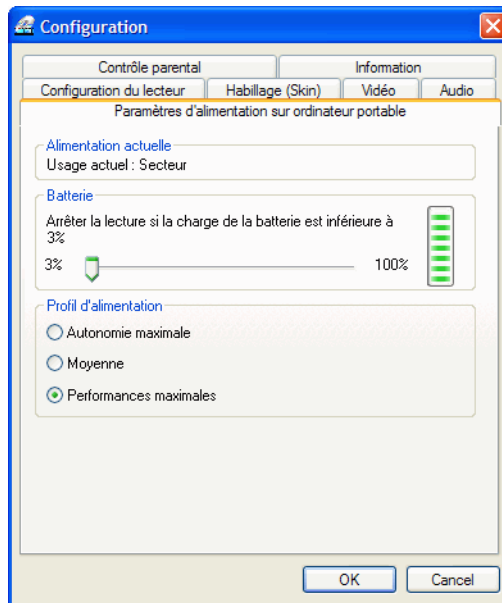 Configuration
Contrôle parental
Information
Configuration du lecteur
Habillage (Skin)
Vidéo
Audio
Paramètres d'alimentation sur ordinateur portable
Alimentation actuelle
Usage actuel : Secteur
Batterie
Arrêter la lecture si la charge de la batterie est inférieure à
3%
3%
100%
Profil d'alimentation
Autonomie maximale
Moyenne
Performances maximales
OK
Cancel